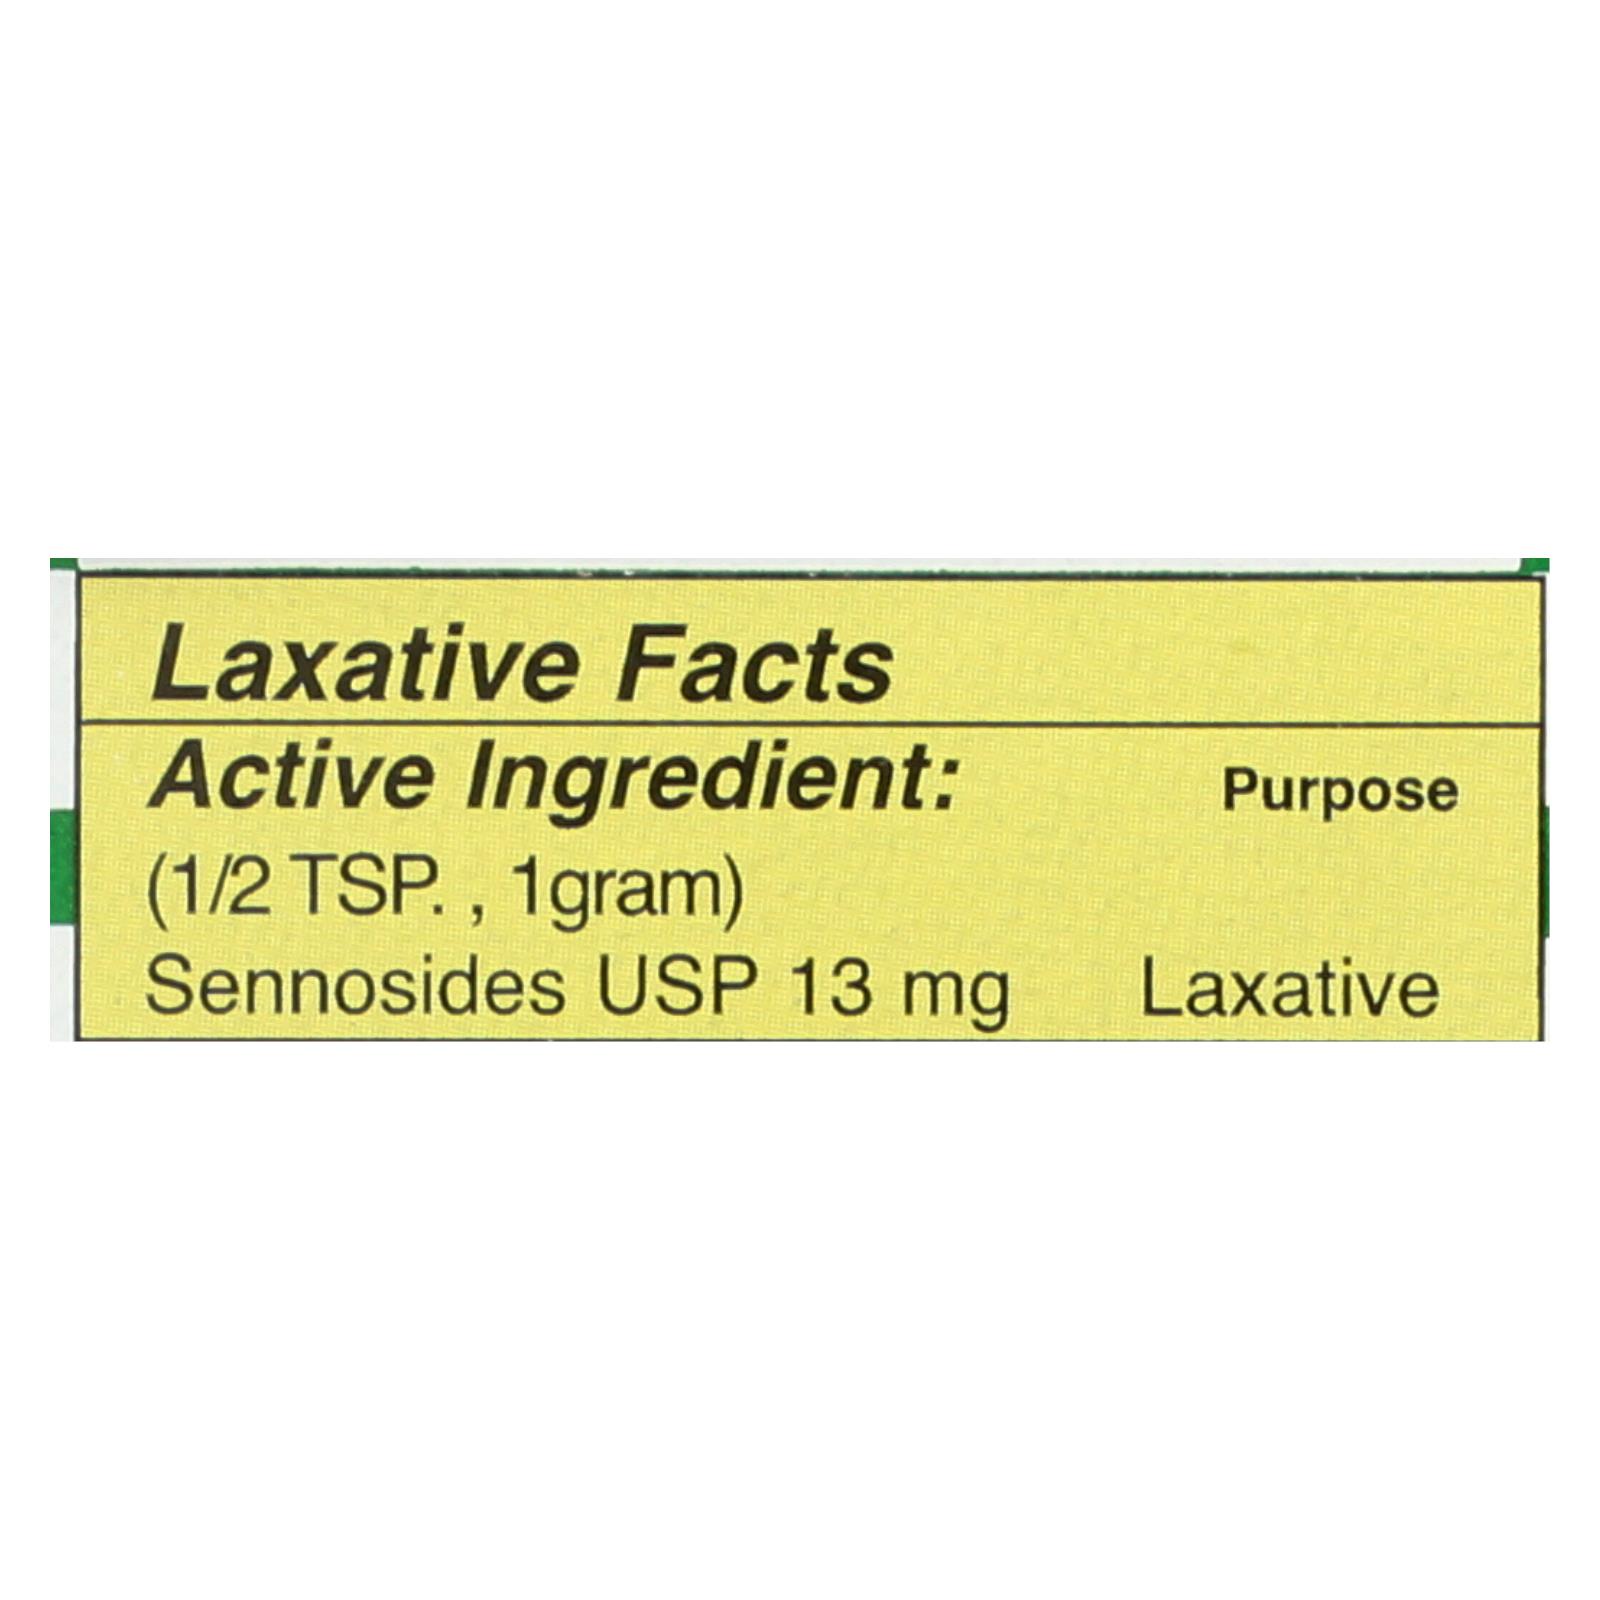 Laxative Facts
Active Ingredient: Purpose
(1/2 TSP. , 1gram)
Sennosides USP 13 mg Laxative